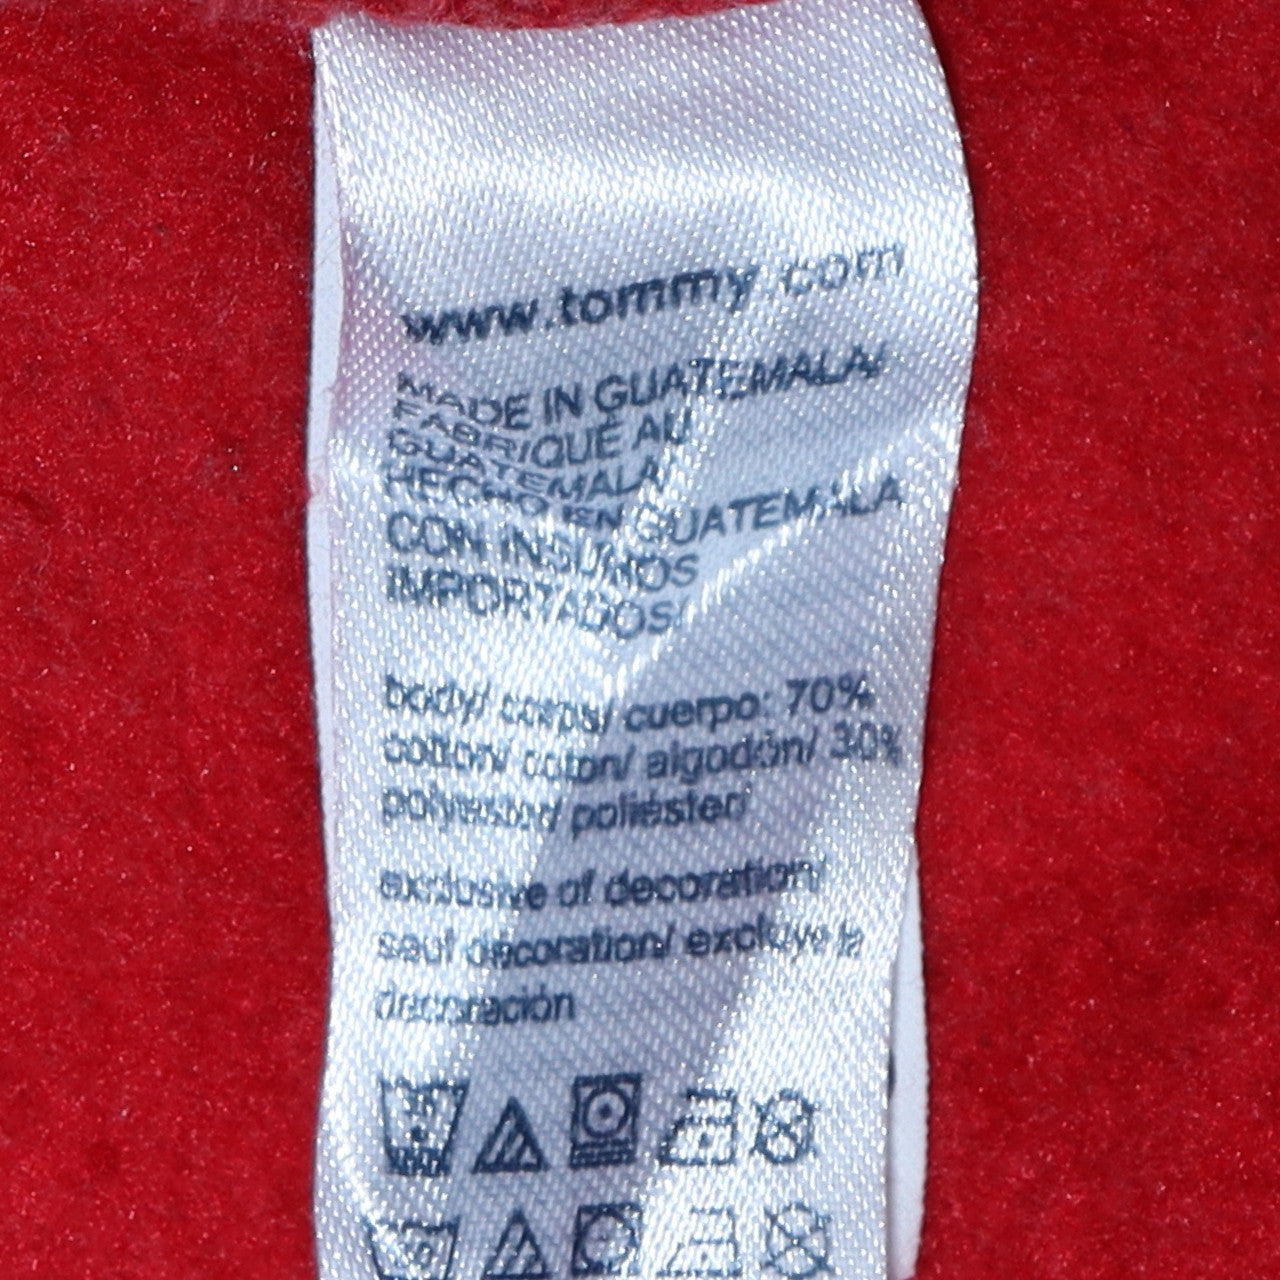 www.tommy.com
MADE IN GUATEMALA/
FABRIQUÉ AU
GUATEMALA/
HECHO EN GUATEMALA
CON INSUMOS
IMPORTADOS/
body/ corps/ cuerpo: 70%
cotton/ coton/ algodón/ 30%
polyester/ poliéster/
exclusive of decoration/
sauf decoration/ excluye la
decoración